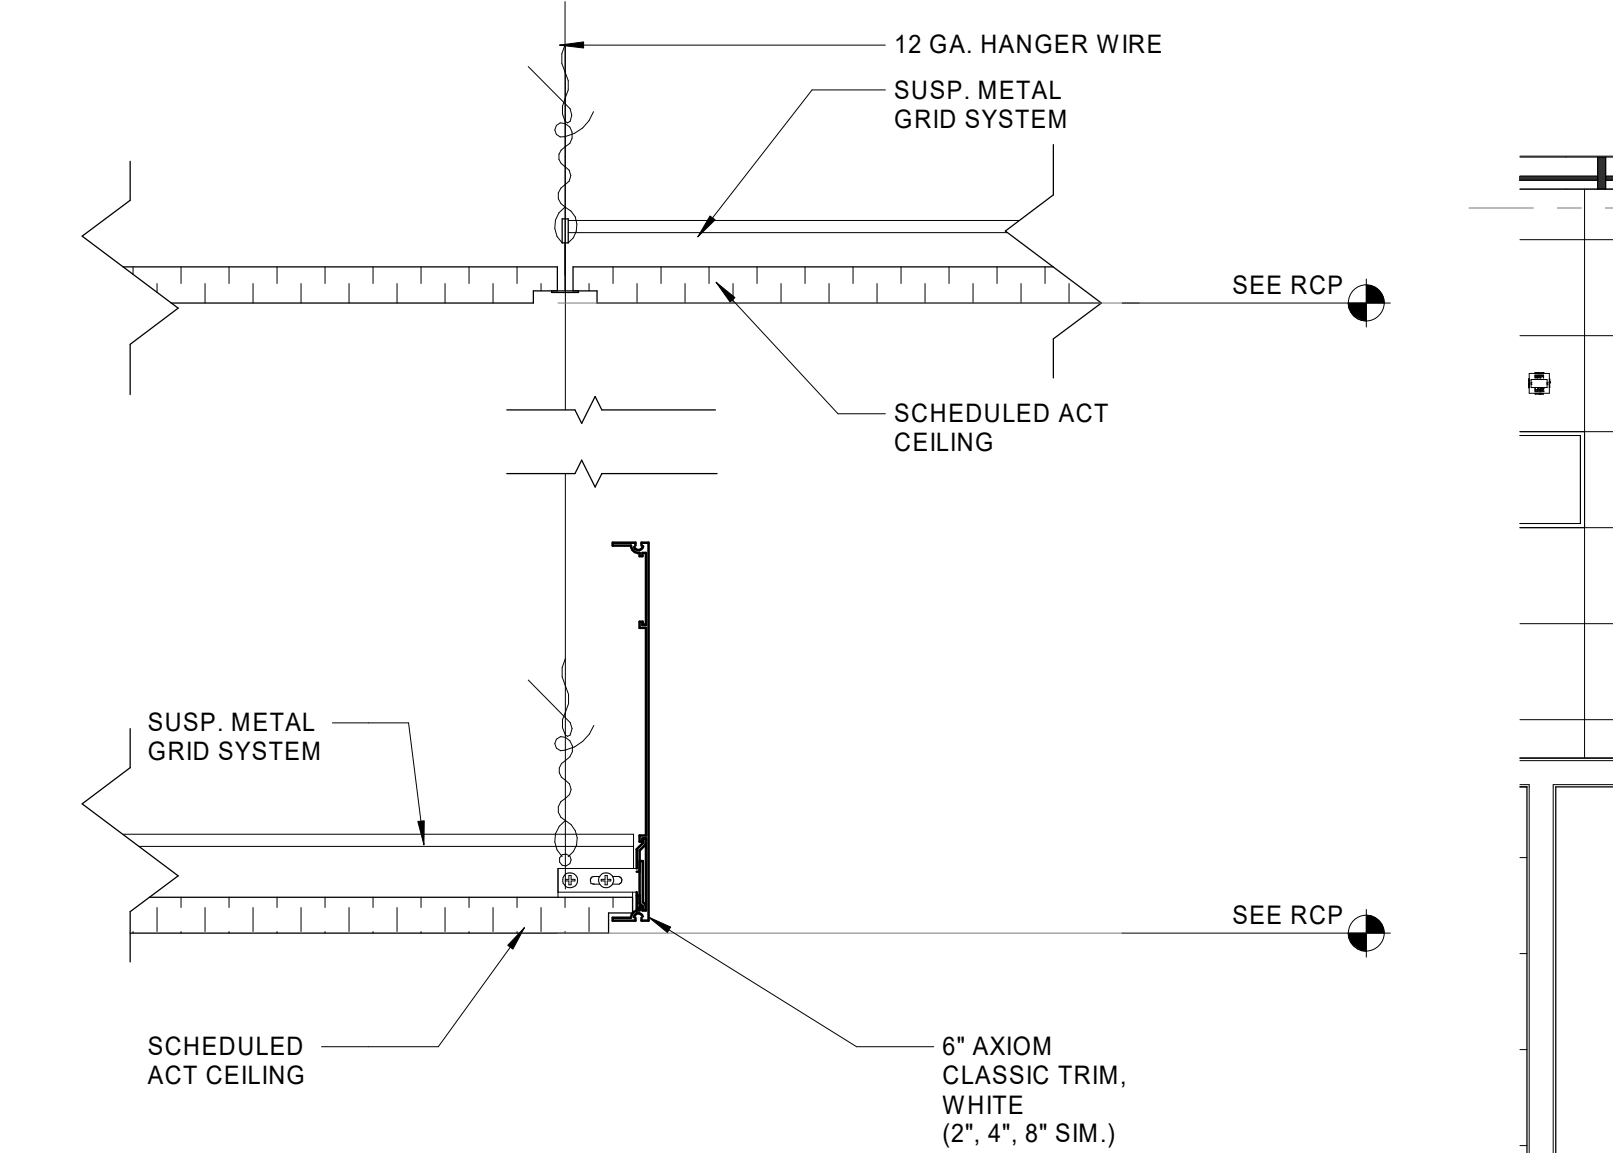 12 GA. HANGER WIRE
SUSP. METAL
GRID SYSTEM
SEE RCP
SCHEDULED ACT
CEILING
SUSP. METAL
GRID SYSTEM
SEE RCP
SCHEDULED
ACT CEILING
6" AXIOM
CLASSIC TRIM,
WHITE
(2", 4", 8" SIM.)